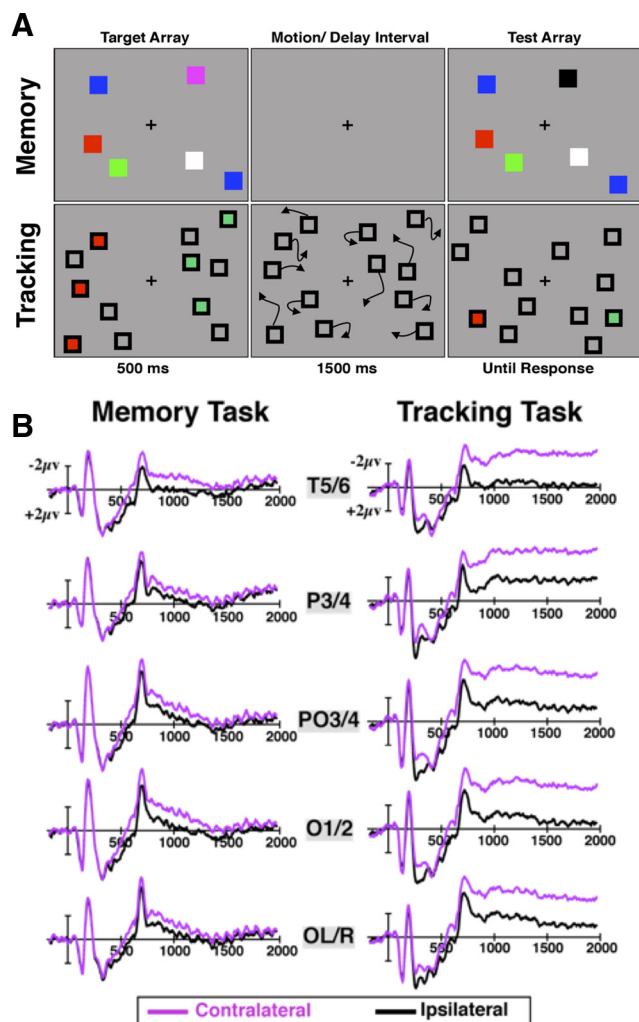 A
Target Array Motion/ Delay Interval Test Array
Memory
Tracking
500 ms 1500 ms Until Response
B
Memory Task Tracking Task
-2μv
+2μv
500 1000 1500 2000
T5/6
-2μv
+2μv
500 1000 1500 2000
500 1000 1500 2000
P3/4
500 1000 1500 2000
500 1000 1500 2000
PO3/4
500 1000 1500 2000
500 1000 1500 2000
O1/2
500 1000 1500 2000
500 1000 1500 2000
OL/R
500 1000 1500 2000
Contralateral Ipsilateral